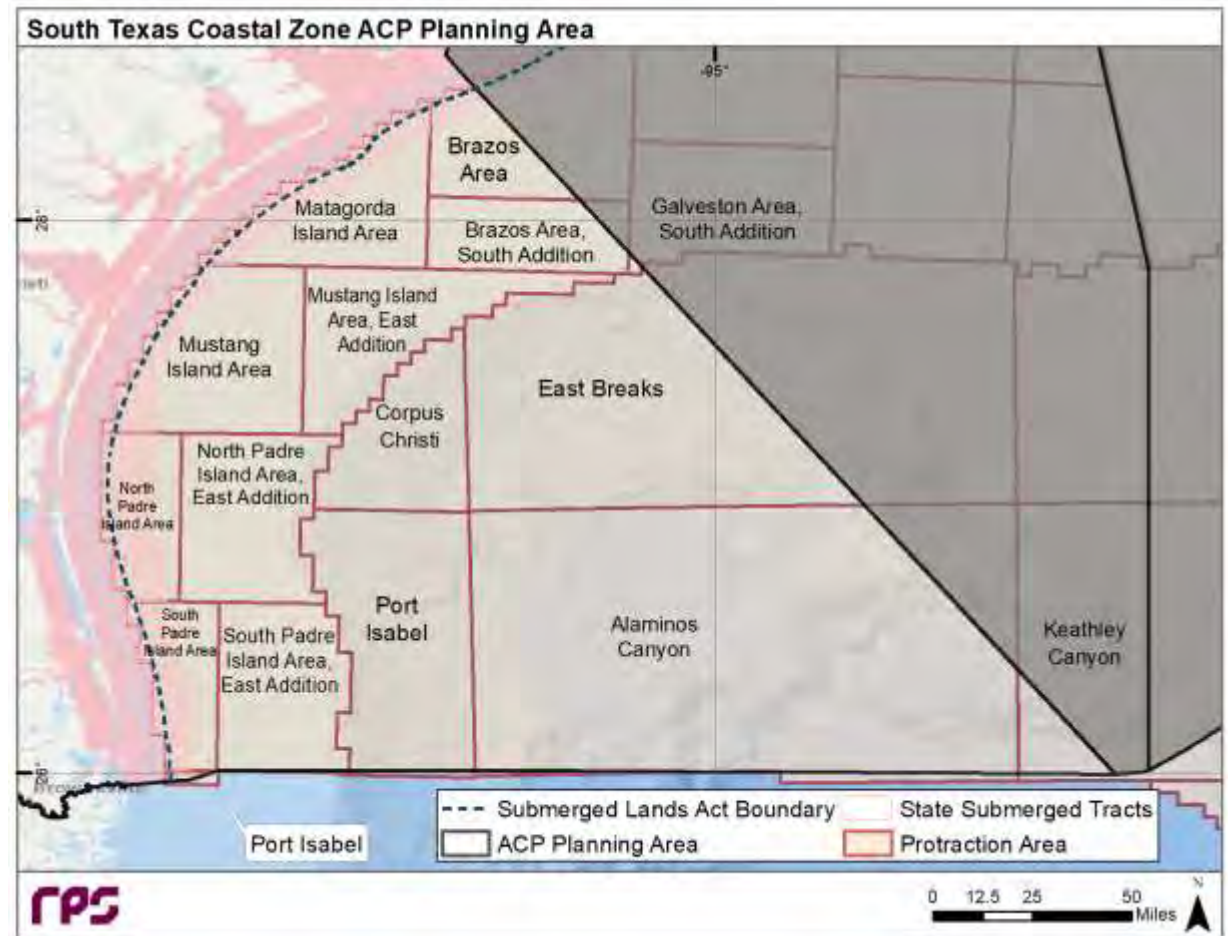 South Texas Coastal Zone ACP Planning Area
-95°
28°
Brazos
Area
Matagorda
Island Area
Brazos Area,
South Addition
Galveston Area,
South Addition
Mustang Island
Area, East
Addition
Mustang
Island Area
East Breaks
Corpus
Christi
North Padre
Island Area,
East Addition
North
Padre
Island Area
Port
Isabel
Alaminos
Canyon
Keathley
Canyon
South
Padre
Island Area
South Padre
Island Area,
East Addition
26°
Port Isabel
Submerged Lands Act Boundary
State Submerged Tracts
ACP Planning Area
Protraction Area
rps
0 12.5 25 50
Miles
N